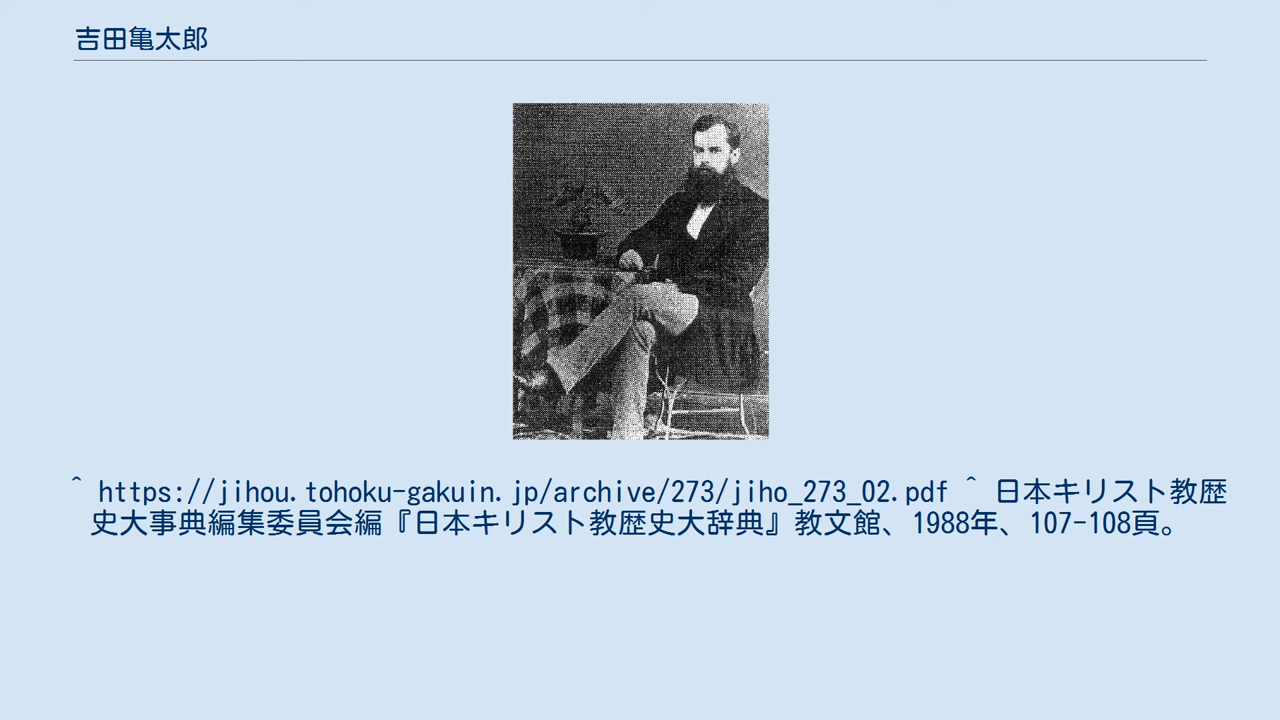 吉田亀太郎
^ https://jihou.tohoku-gakuin.jp/archive/273/jiho_273_02.pdf ^ 日本キリスト教歴
史大事典編集委員会編『日本キリスト教歴史大辞典』教文館、1988年、107-108頁。